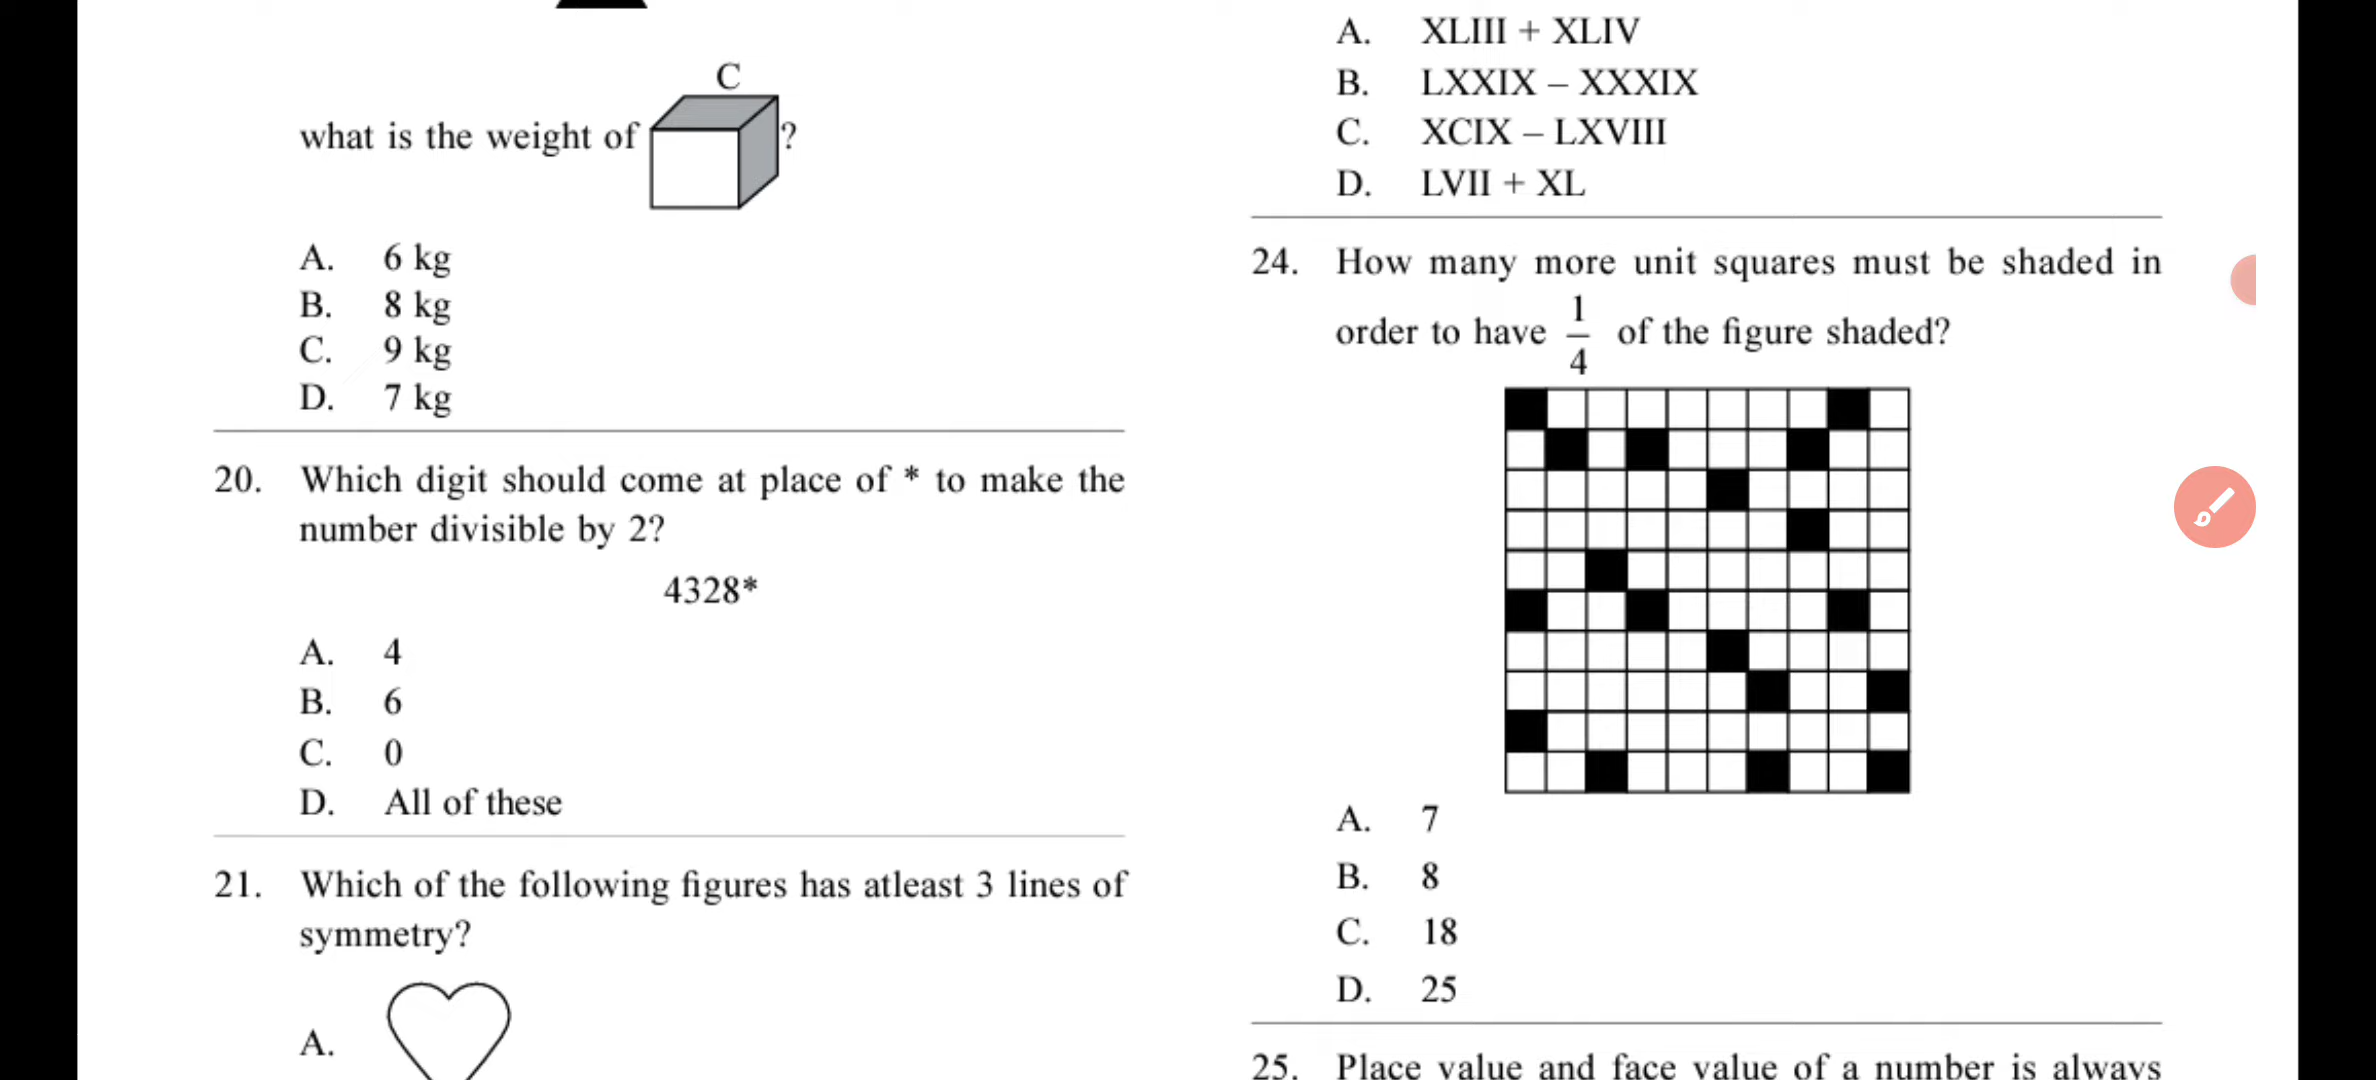 C
what is the weight of ?
A. 6 kg
B. 8 kg
C. 9 kg
D. 7 kg
20. Which digit should come at place of * to make the
number divisible by 2?
4328*
A. 4
B. 6
C. 0
D. All of these
21. Which of the following figures has atleast 3 lines of
symmetry?
A.
A. XLIII + XLIV
B. LXXIX – XXXIX
C. XCIX – LXVIII
D. LVII + XL
24. How many more unit squares must be shaded in
order to have 1/4 of the figure shaded?
A. 7
B. 8
C. 18
D. 25
25. Place value and face value of a number is always